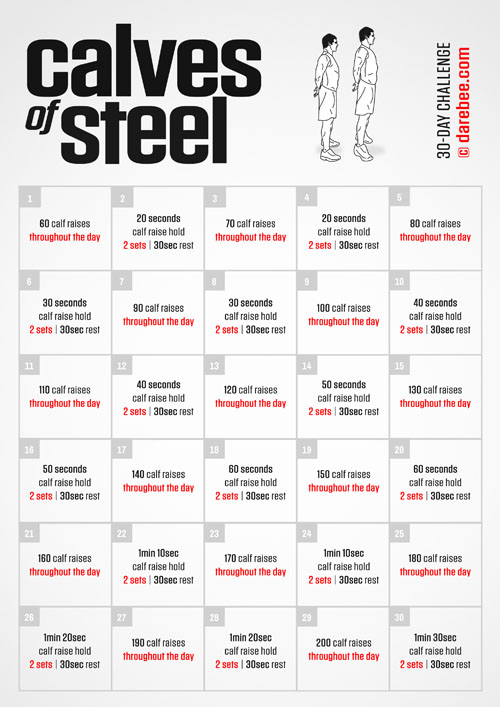 calves
of steel
30-DAY CHALLENGE
© darebee.com
1
60 calf raises
throughout the day
2
20 seconds
calf raise hold
2 sets | 30sec rest
3
70 calf raises
throughout the day
4
20 seconds
calf raise hold
2 sets | 30sec rest
5
80 calf raises
throughout the day
6
30 seconds
calf raise hold
2 sets | 30sec rest
7
90 calf raises
throughout the day
8
30 seconds
calf raise hold
2 sets | 30sec rest
9
100 calf raises
throughout the day
10
40 seconds
calf raise hold
2 sets | 30sec rest
11
110 calf raises
throughout the day
12
40 seconds
calf raise hold
2 sets | 30sec rest
13
120 calf raises
throughout the day
14
50 seconds
calf raise hold
2 sets | 30sec rest
15
130 calf raises
throughout the day
16
50 seconds
calf raise hold
2 sets | 30sec rest
17
140 calf raises
throughout the day
18
60 seconds
calf raise hold
2 sets | 30sec rest
19
150 calf raises
throughout the day
20
60 seconds
calf raise hold
2 sets | 30sec rest
21
160 calf raises
throughout the day
22
1min 10sec
calf raise hold
2 sets | 30sec rest
23
170 calf raises
throughout the day
24
1min 10sec
calf raise hold
2 sets | 30sec rest
25
180 calf raises
throughout the day
26
1min 20sec
calf raise hold
2 sets | 30sec rest
27
190 calf raises
throughout the day
28
1min 20sec
calf raise hold
2 sets | 30sec rest
29
200 calf raises
throughout the day
30
1min 30sec
calf raise hold
2 sets | 30sec rest